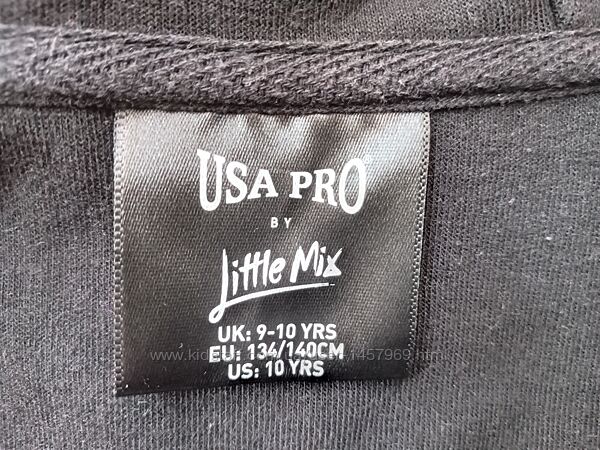 USA PRO
BY
Little Mix
UK: 9-10 YRS
EU: 134/140CM
US: 10 YRS